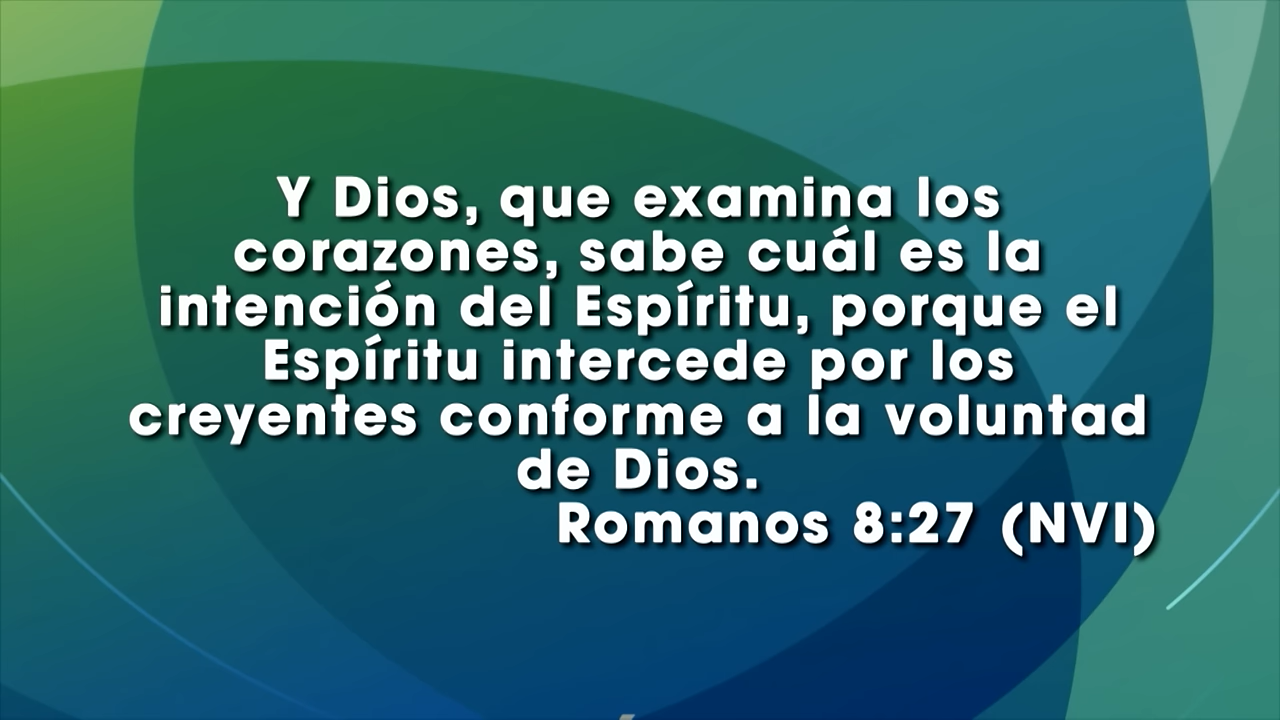 Y Dios, que examina los
corazones, sabe cuál es la
intención del Espíritu, porque el
Espíritu intercede por los
creyentes conforme a la voluntad
de Dios.
Romanos 8:27 (NVI)